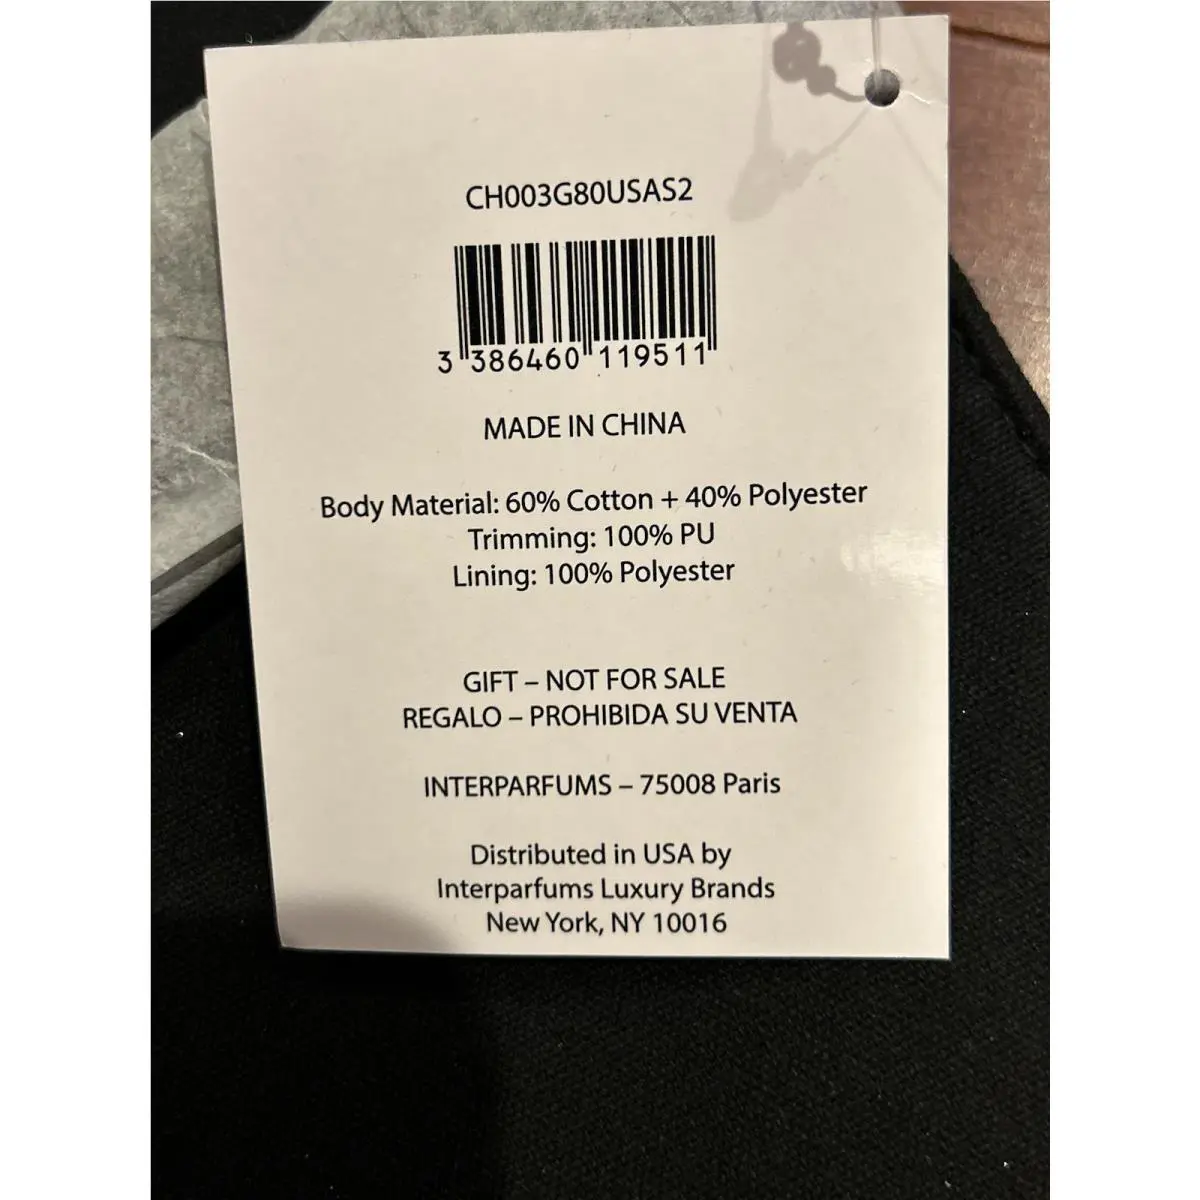 CH003G80USAS2
3 386460 119511
MADE IN CHINA
Body Material: 60% Cotton + 40% Polyester
Trimming: 100% PU
Lining: 100% Polyester
GIFT – NOT FOR SALE
REGALO – PROHIBIDA SU VENTA
INTERPARFUMS – 75008 Paris
Distributed in USA by
Interparfums Luxury Brands
New York, NY 10016